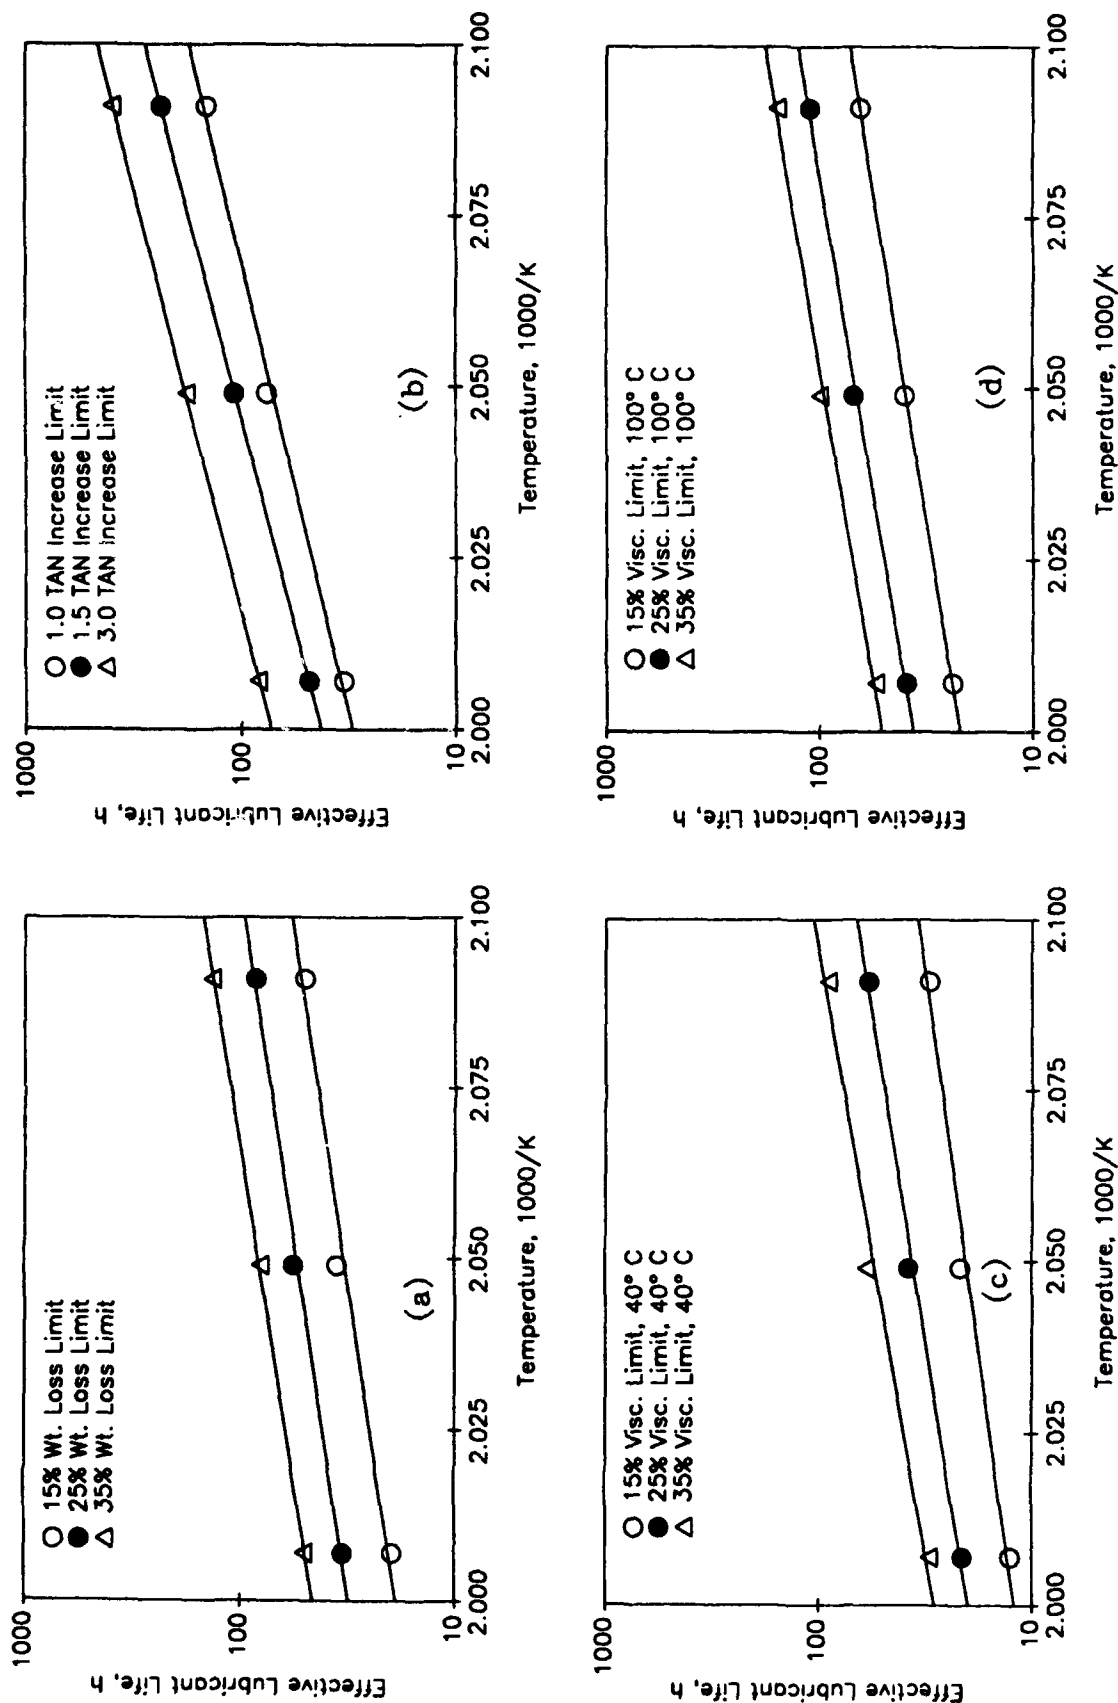 1000
100
10
Effective Lubricant Life, h
○ 15% Wt. Loss Limit
● 25% Wt. Loss Limit
△ 35% Wt. Loss Limit
(a)
2.000 2.025 2.050 2.075 2.100
Temperature, 1000/K
1000
100
10
Effective Lubricant Life, h
○ 1.0 TAN Increase Limit
● 1.5 TAN Increase Limit
△ 3.0 TAN Increase Limit
(b)
2.000 2.025 2.050 2.075 2.100
Temperature, 1000/K
1000
100
10
Effective Lubricant Life, h
○ 15% Visc. Limit, 40° C
● 25% Visc. Limit, 40° C
△ 35% Visc. Limit, 40° C
(c)
2.000 2.025 2.050 2.075 2.100
Temperature, 1000/K
1000
100
10
Effective Lubricant Life, h
○ 15% Visc. Limit, 100° C
● 25% Visc. Limit, 100° C
△ 35% Visc. Limit, 100° C
(d)
2.000 2.025 2.050 2.075 2.100
Temperature, 1000/K